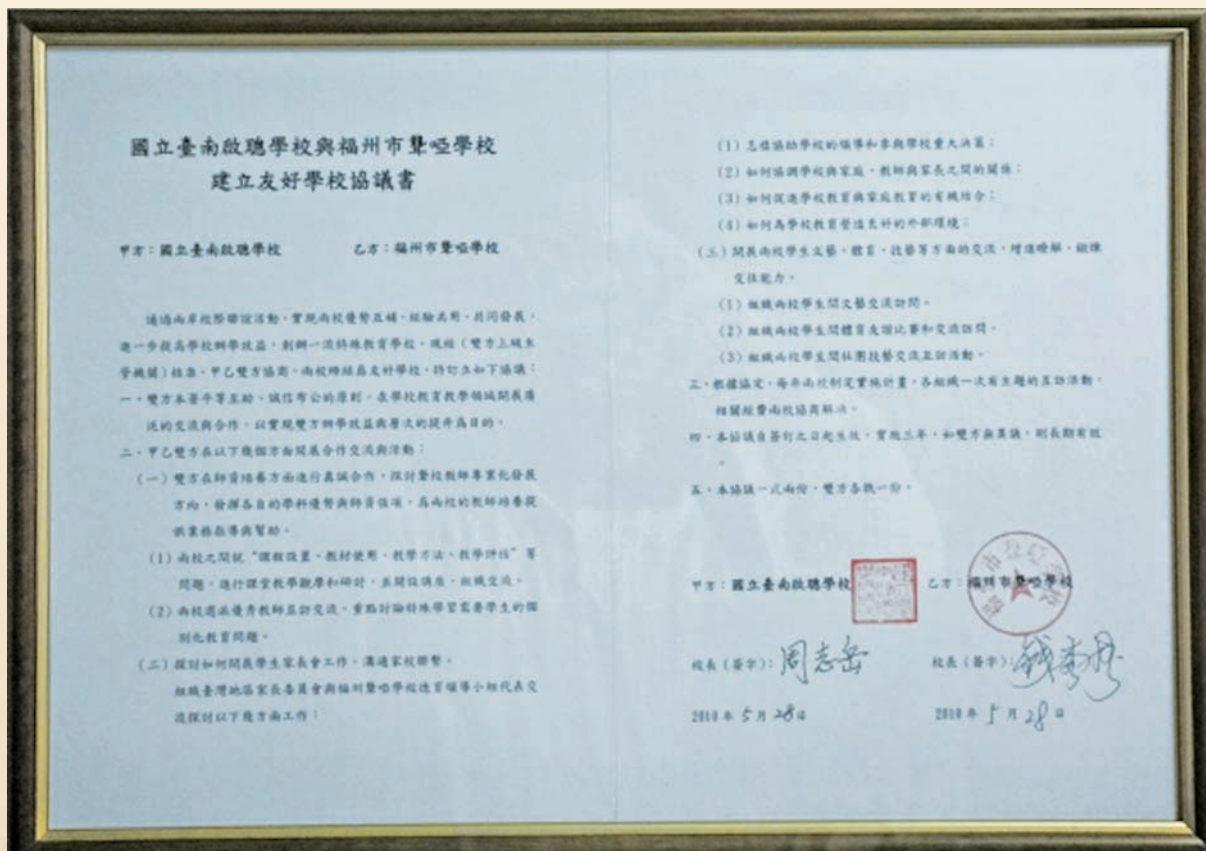 國立臺南啟聰學校與福州市聾啞學校
建立友好學校協議書
甲方：國立臺南啟聰學校 乙方：福州市聾啞學校
通過兩岸校際聯誼活動，實現兩校優勢互補、經驗共用、共同發展，
進一步提高學校辦學效益，創辦一流特殊教育學校。現經（雙方上級主
管機關）核准，甲乙雙方協商，兩校締結為友好學校，特訂立如下協議：
一、雙方本著平等互助、誠信布公的原則，在學校教育教學領域開展廣
泛的交流與合作，以實現雙方辦學效益與層次的提升為目的。
二、甲乙雙方在以下幾個方面開展合作交流與活動：
（一）雙方在師資培養方面進行真誠合作，探討聾校教師專業化發展
方向，發揮各自的學科優勢與師資強項，為兩校的教師培養提
供業務指導與幫助。
(1) 兩校之間就“課程設置、教材使用、教學方法、教學評估”等
問題，進行課堂教學觀摩和研討，並開設講座，組織交流。
(2) 兩校選派優秀教師互訪交流，重點討論特殊學習需要學生的個
別化教育問題。
（二）探討如何開展學生家長會工作，溝通家校聯繫。
組織臺灣地區家長委員會與福州聾啞學校德育領導小組代表交
流探討以下幾方面工作：
(1) 怎樣協助學校的領導和參與學校重大決策；
(2) 如何協調學校與家庭、教師與家長之間的關係；
(3) 如何促進學校教育與家庭教育的有機結合；
(4) 如何為學校教育營造良好的外部環境；
（三）開展兩校學生文藝、體育、技藝等方面的交流，增進瞭解，鍛煉
交往能力。
(1) 組織兩校學生間文藝交流訪問。
(2) 組織兩校學生間體育友誼比賽和交流訪問。
(3) 組織兩校學生間社團技藝交流互訪活動。
三、根據協定，每年兩校制定實施計畫，各組織一次有主題的互訪活動，
相關經費兩校協商解決。
四、本協議自簽訂之日起生效，實施三年，如雙方無異議，則長期有效
。
五、本協議一式兩份，雙方各執一份。
甲方：國立臺南啟聰學校 乙方：福州市聾啞學校
校長（簽字）：周志岳 校長（簽字）：
2010 年 5 月 28 日 2010 年 5 月 28 日